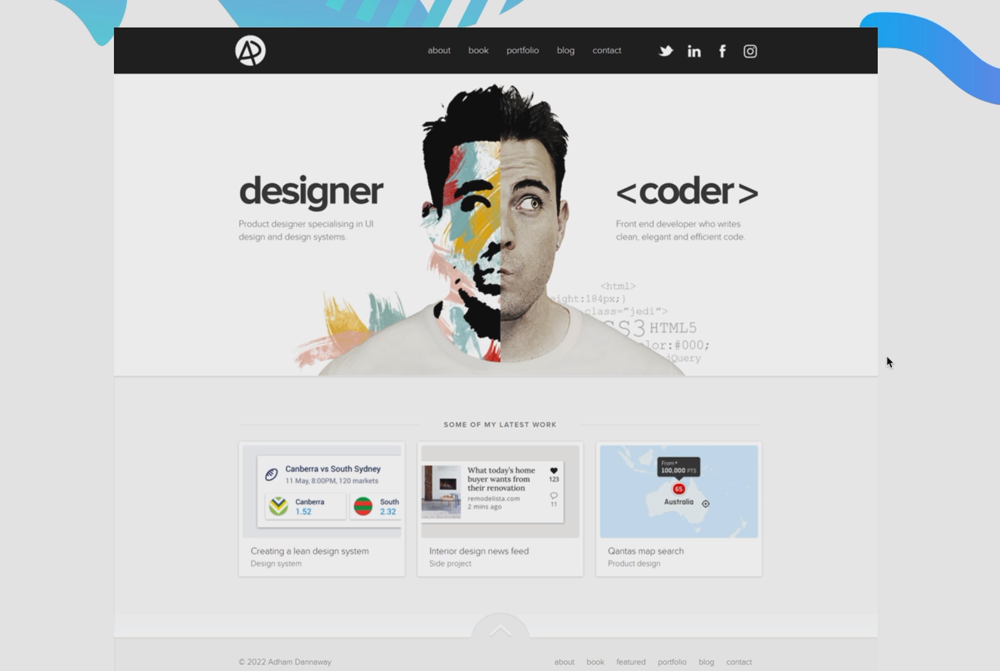 about book portfolio blog contact
designer
Product designer specialising in UI
design and design systems.
<coder>
Front end developer who writes
clean, elegant and efficient code.
<html>
eight:184px;}
class="jedi">
SS3 HTML5
lor:#000;
jQuery
SOME OF MY LATEST WORK
Canberra vs South Sydney
11 May, 8:00PM, 120 markets
Canberra
1.52
South
2.32
Creating a lean design system
Design system
What today's home
buyer wants from
their renovation
remodelista.com
2 mins ago
123
11
Interior design news feed
Side project
From*
100,000 PTS
65
Australia
Qantas map search
Product design
© 2022 Adham Dannaway
about book featured portfolio blog contact